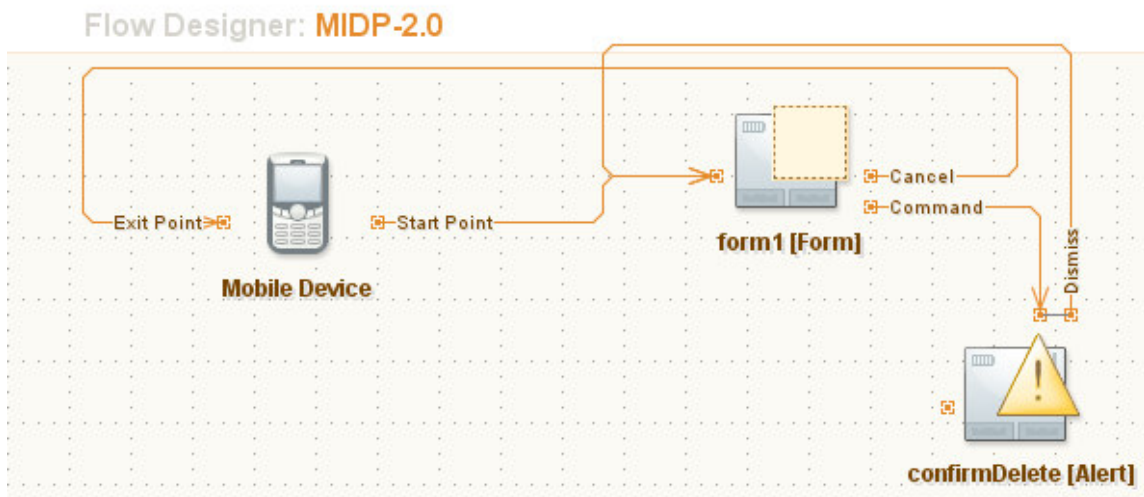 Flow Designer: MIDP-2.0
Cancel
Exit Point
Start Point
Command
form1 [Form]
Dismiss
Mobile Device
confirmDelete [Alert]